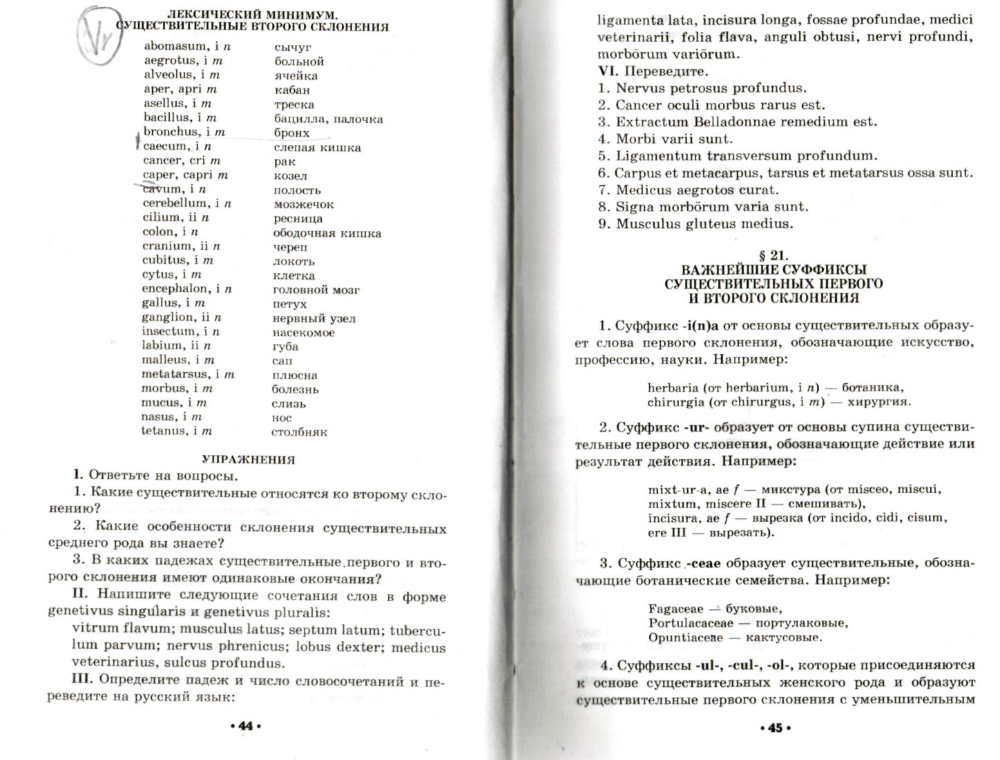 ЛЕКСИЧЕСКИЙ МИНИМУМ.
СУЩЕСТВИТЕЛЬНЫЕ ВТОРОГО СКЛОНЕНИЯ
abomasum, i n сычуг
aegrotus, i m больной
alveolus, i m ячейка
aper, apri m кабан
asellus, i m треска
bacillus, i m бацилла, палочка
bronchus, i m бронх
caecum, i n слепая кишка
cancer, cri m рак
caper, capri m козел
cavum, i n полость
cerebellum, i n мозжечок
cilium, ii n ресница
colon, i n ободочная кишка
cranium, ii n череп
cubitus, i m локоть
cytus, i m клетка
encephalon, i n головной мозг
gallus, i m петух
ganglion, ii n нервный узел
insectum, i n насекомое
labium, ii n губа
malleus, i m сап
metatarsus, i m плюсна
morbus, i m болезнь
mucus, i m слизь
nasus, i m нос
tetanus, i m столбняк
УПРАЖНЕНИЯ
I. Ответьте на вопросы.
1. Какие существительные относятся ко второму скло-
нению?
2. Какие особенности склонения существительных
среднего рода вы знаете?
3. В каких падежах существительные первого и вто-
рого склонения имеют одинаковые окончания?
II. Напишите следующие сочетания слов в форме
genetivus singularis и genetivus pluralis:
vitrum flavum; musculus latus; septum latum; tubercu-
lum parvum; nervus phrenicus; lobus dexter; medicus
veterinarius, sulcus profundus.
III. Определите падеж и число словосочетаний и пе-
реведите на русский язык:
• 44 •
ligamenta lata, incisura longa, fossae profundae, medici
veterinarii, folia flava, anguli obtusi, nervi profundi,
morbōrum variōrum.
VI. Переведите.
1. Nervus petrosus profundus.
2. Cancer oculi morbus rarus est.
3. Extractum Belladonnae remedium est.
4. Morbi varii sunt.
5. Ligamentum transversum profundum.
6. Carpus et metacarpus, tarsus et metatarsus ossa sunt.
7. Medicus aegrotos curat.
8. Signa morbōrum varia sunt.
9. Musculus gluteus medius.
§ 21.
ВАЖНЕЙШИЕ СУФФИКСЫ
СУЩЕСТВИТЕЛЬНЫХ ПЕРВОГО
И ВТОРОГО СКЛОНЕНИЯ
1. Суффикс -i(n)a от основы существительных образу-
ет слова первого склонения, обозначающие искусство,
профессию, науки. Например:
herbaria (от herbarium, i n) — ботаника,
chirurgia (от chirurgus, i m) — хирургия.
2. Суффикс -ur- образует от основы супина существи-
тельные первого склонения, обозначающие действие или
результат действия. Например:
mixt-ur-a, ae f — микстура (от misceo, miscui,
mixtum, miscere II — смешивать),
incisura, ae f — вырезка (от incido, cidi, cisum,
ere III — вырезать).
3. Суффикс -ceae образует существительные, обозна-
чающие ботанические семейства. Например:
Fagaceae — буковые,
Portulacaceae — портулаковые,
Opuntiaceae — кактусовые.
4. Суффиксы -ul-, -cul-, -ol-, которые присоединяются
к основе существительных женского рода и образуют
существительные первого склонения с уменьшительным
• 45 •